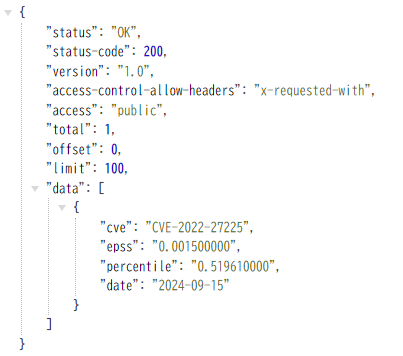 {
"status": "OK",
"status-code": 200,
"version": "1.0",
"access-control-allow-headers": "x-requested-with",
"access": "public",
"total": 1,
"offset": 0,
"limit": 100,
"data": [
{
"cve": "CVE-2022-27225",
"epss": "0.001500000",
"percentile": "0.519610000",
"date": "2024-09-15"
}
]
}